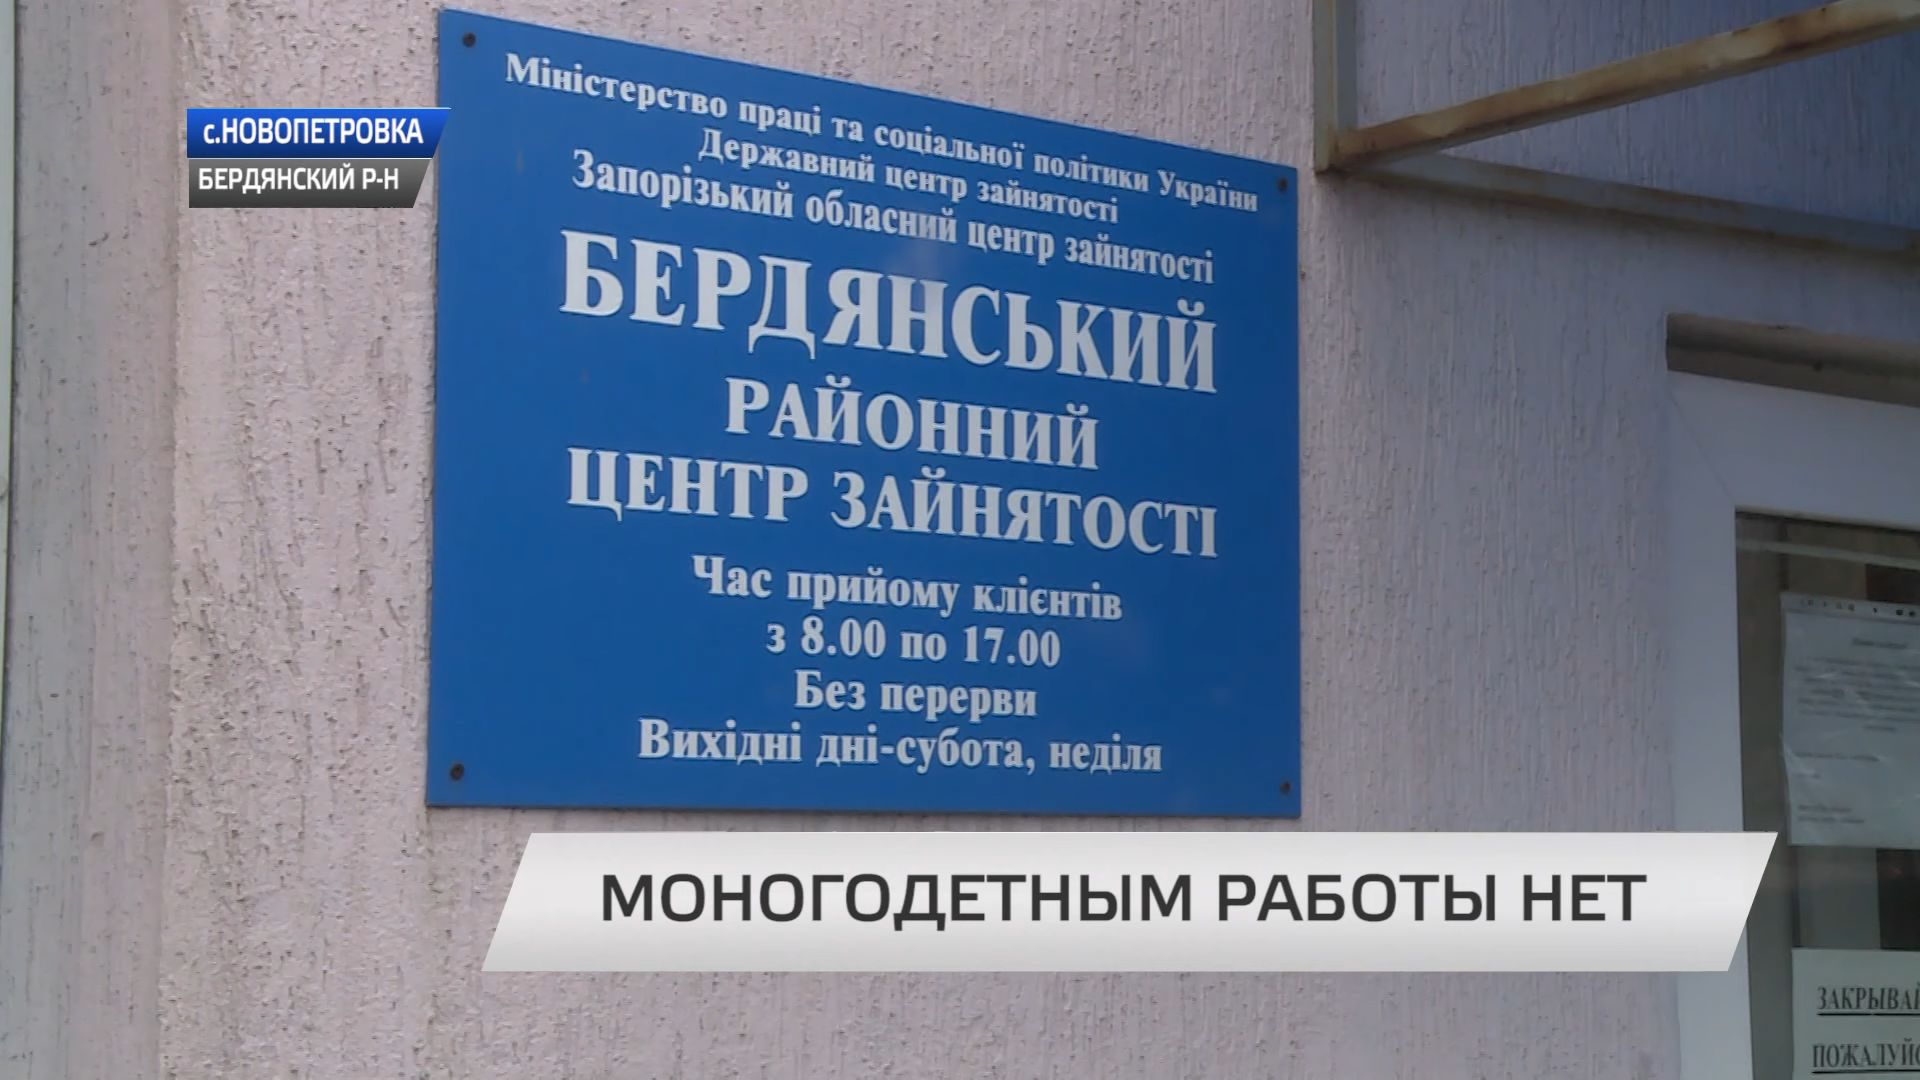 с.НОВОПЕТРОВКА
БЕРДЯНСКИЙ Р-Н
Міністерство праці та соціальної політики України
Державний центр зайнятості
Запорізький обласний центр зайнятості
БЕРДЯНСЬКИЙ
РАЙОННИЙ
ЦЕНТР ЗАЙНЯТОСТІ
Час прийому клієнтів
з 8.00 по 17.00
Без перерви
Вихідні дні-субота, неділя
МОНОГОДЕТНЫМ РАБОТЫ НЕТ
ЗАКРЫВАЙ
ПОЖАЛУЙС